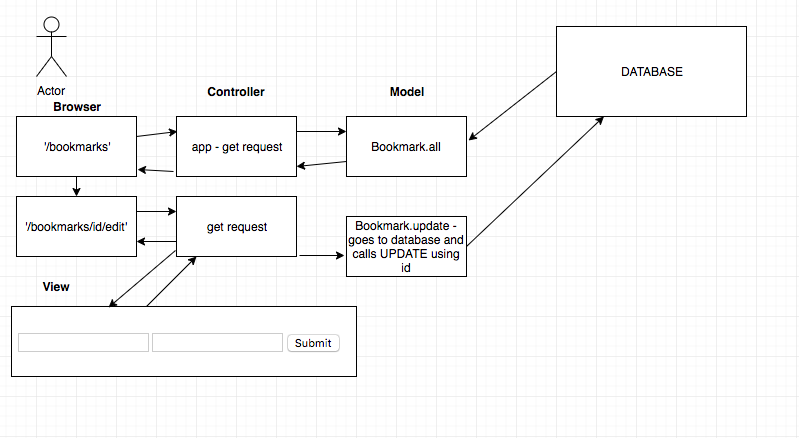 DATABASE
Actor
Browser
Controller
Model
'/bookmarks'
app - get request
Bookmark.all
'/bookmarks/id/edit'
get request
Bookmark.update -
goes to database and
calls UPDATE using
id
View
Submit